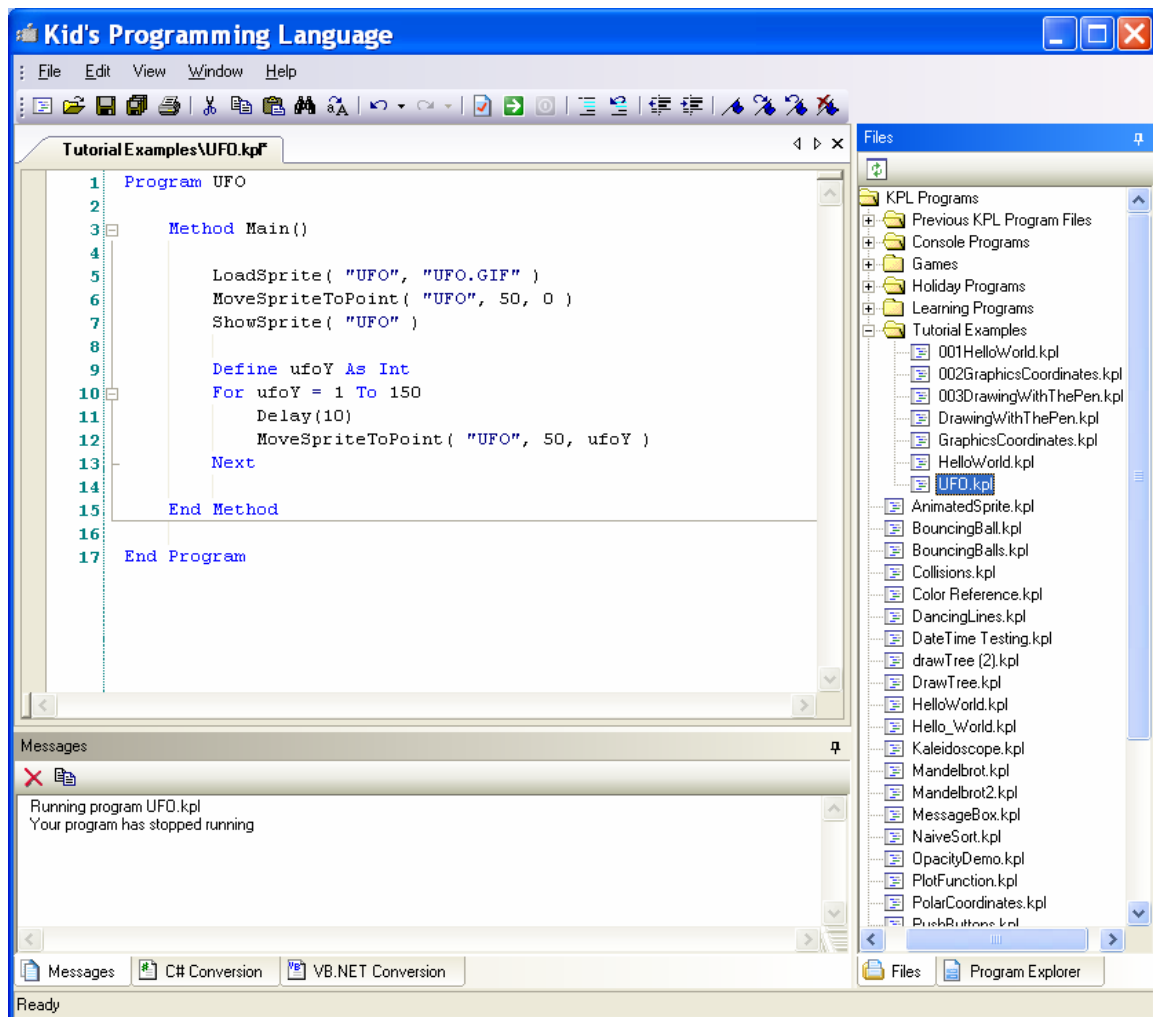 Kid's Programming Language
File Edit View Window Help
Tutorial Examples\UFO.kpl*
1 Program UFO
2
3 Method Main()
4
5 LoadSprite( "UFO", "UFO.GIF" )
6 MoveSpriteToPoint( "UFO", 50, 0 )
7 ShowSprite( "UFO" )
8
9 Define ufoY As Int
10 For ufoY = 1 To 150
11 Delay(10)
12 MoveSpriteToPoint( "UFO", 50, ufoY )
13 Next
14
15 End Method
16
17 End Program
Messages
Running program UFO.kpl
Your program has stopped running
Messages C# Conversion VB.NET Conversion
Ready
Files
KPL Programs
Previous KPL Program Files
Console Programs
Games
Holiday Programs
Learning Programs
Tutorial Examples
001HelloWorld.kpl
002GraphicsCoordinates.kpl
003DrawingWithThePen.kpl
DrawingWithThePen.kpl
GraphicsCoordinates.kpl
HelloWorld.kpl
UFO.kpl
AnimatedSprite.kpl
BouncingBall.kpl
BouncingBalls.kpl
Collisions.kpl
Color Reference.kpl
DancingLines.kpl
DateTime Testing.kpl
drawTree (2).kpl
DrawTree.kpl
HelloWorld.kpl
Hello_World.kpl
Kaleidoscope.kpl
Mandelbrot.kpl
Mandelbrot2.kpl
MessageBox.kpl
NaiveSort.kpl
OpacityDemo.kpl
PlotFunction.kpl
PolarCoordinates.kpl
PushButtons.kpl
Files Program Explorer